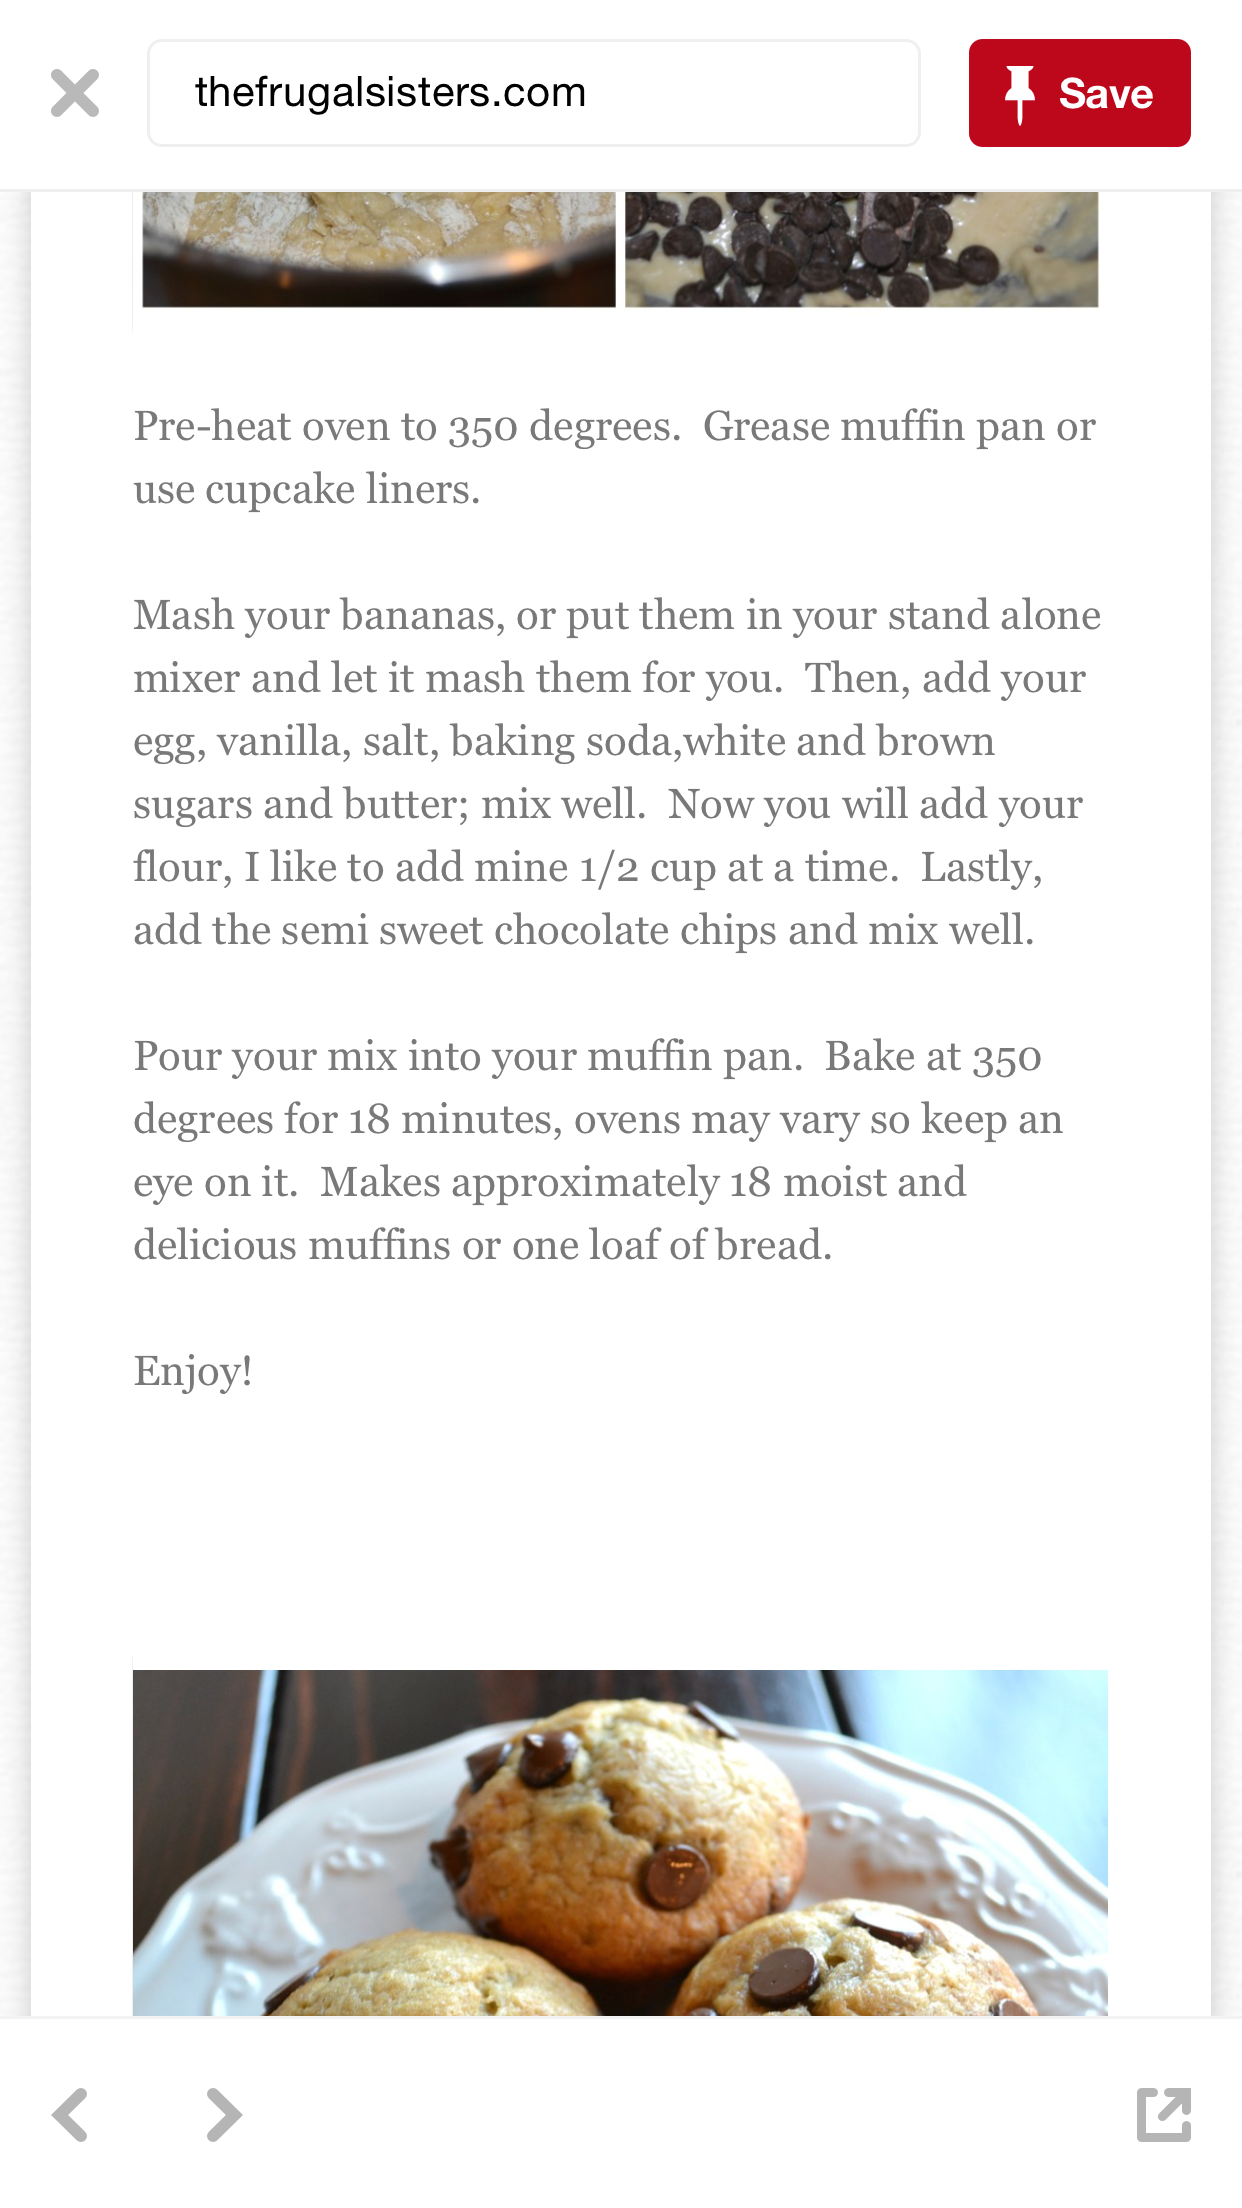 thefrugalsisters.com
Save
Pre-heat oven to 350 degrees.  Grease muffin pan or
use cupcake liners.
Mash your bananas, or put them in your stand alone
mixer and let it mash them for you.  Then, add your
egg, vanilla, salt, baking soda,white and brown
sugars and butter; mix well.  Now you will add your
flour, I like to add mine 1/2 cup at a time.  Lastly,
add the semi sweet chocolate chips and mix well.
Pour your mix into your muffin pan.  Bake at 350
degrees for 18 minutes, ovens may vary so keep an
eye on it.  Makes approximately 18 moist and
delicious muffins or one loaf of bread.
Enjoy!